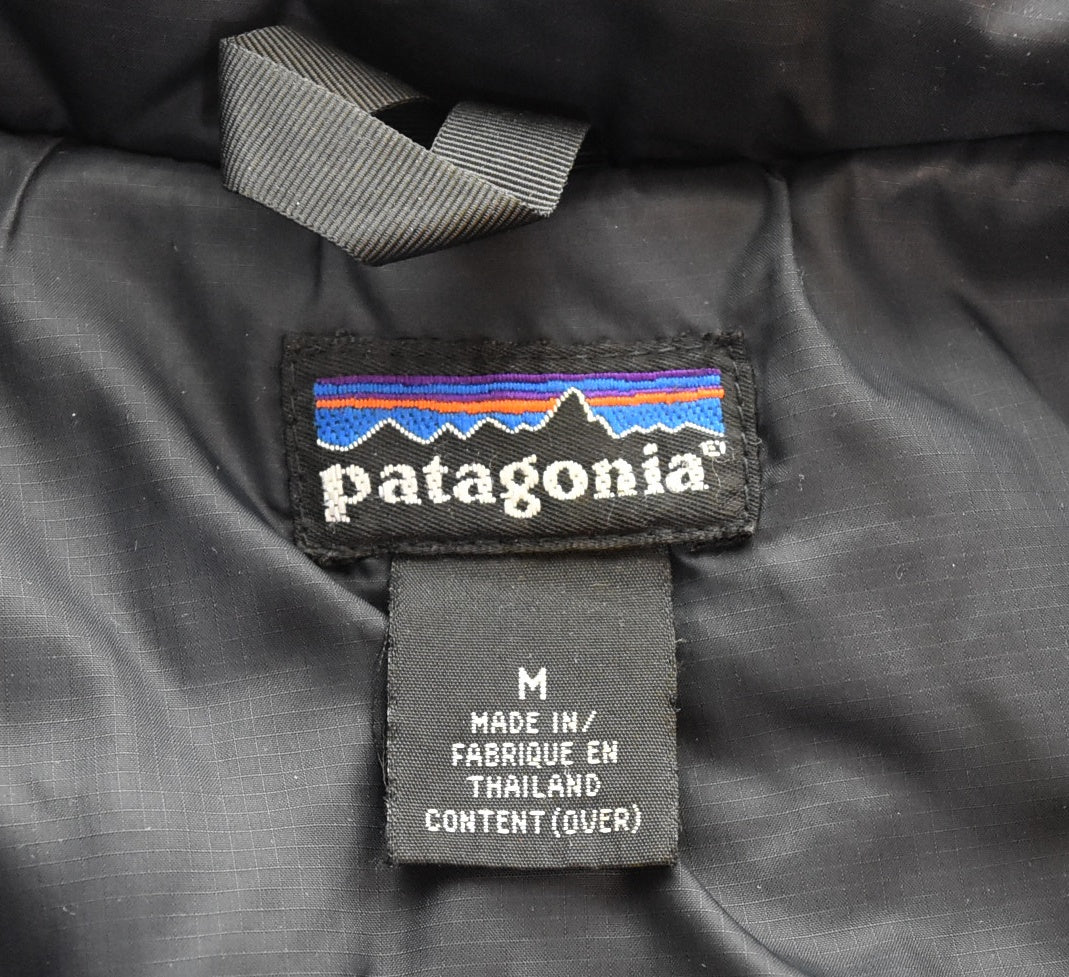 patagonia
M
MADE IN/
FABRIQUE EN
THAILAND
CONTENT (OVER)